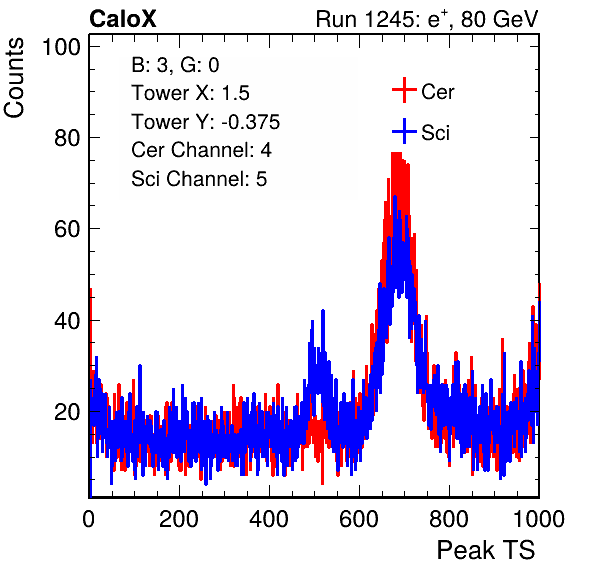 CaloX Run 1245: e⁺, 80 GeV
Counts
B: 3, G: 0
Tower X: 1.5
Tower Y: -0.375
Cer Channel: 4
Sci Channel: 5
Cer
Sci
100
80
60
40
20
0 200 400 600 800 1000
Peak TS